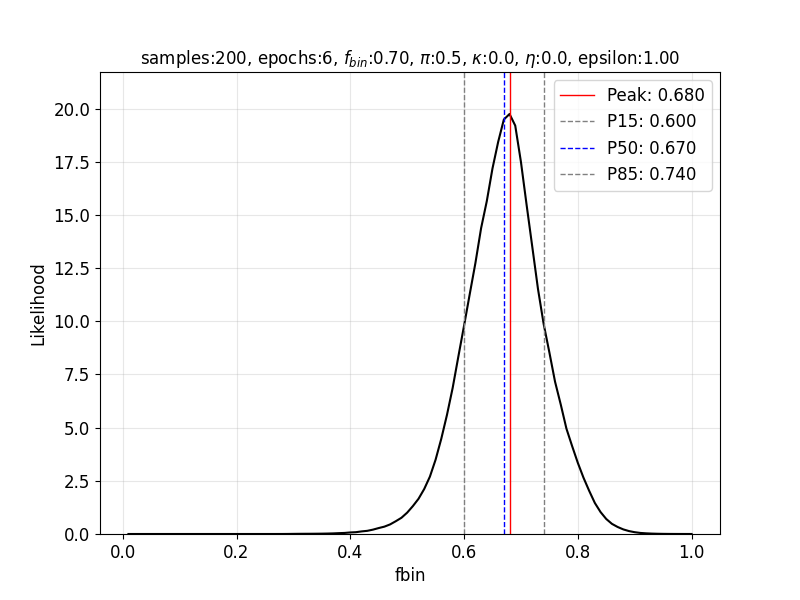 samples:200, epochs:6, f_bin:0.70, π:0.5, κ:0.0, η:0.0, epsilon:1.00
Peak: 0.680
P15: 0.600
P50: 0.670
P85: 0.740
Likelihood
20.0
17.5
15.0
12.5
10.0
7.5
5.0
2.5
0.0
0.0 0.2 0.4 0.6 0.8 1.0
fbin